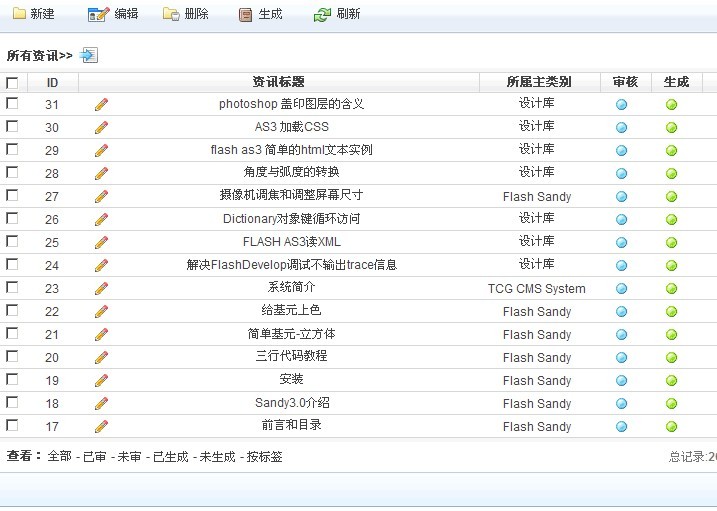 新建 编辑 删除 生成 刷新
所有资讯>>
ID 资讯标题 所属主类别 审核 生成
31 photoshop 盖印图层的含义 设计库
30 AS3 加载CSS 设计库
29 flash as3 简单的html文本实例 设计库
28 角度与弧度的转换 设计库
27 摄像机调焦和调整屏幕尺寸 Flash Sandy
26 Dictionary对象键循环访问 设计库
25 FLASH AS3读XML 设计库
24 解决FlashDevelop调试不输出trace信息 设计库
23 系统简介 TCG CMS System
22 给基元上色 Flash Sandy
21 简单基元-立方体 Flash Sandy
20 三行代码教程 Flash Sandy
19 安装 Flash Sandy
18 Sandy3.0介绍 Flash Sandy
17 前言和目录 Flash Sandy
查看： 全部 - 已审 - 未审 - 已生成 - 未生成 - 按标签 总记录:2